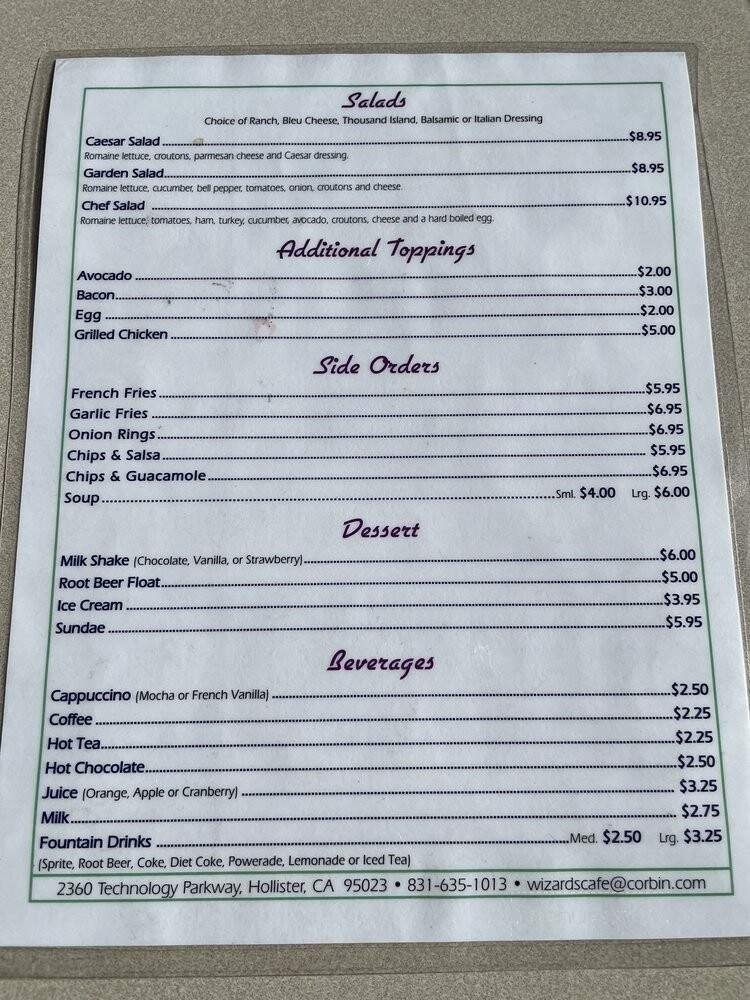 Salads
Choice of Ranch, Bleu Cheese, Thousand Island, Balsamic or Italian Dressing
Caesar Salad $8.95
Romaine lettuce, croutons, parmesan cheese and Caesar dressing.
Garden Salad $8.95
Romaine lettuce, cucumber, bell pepper, tomatoes, onion, croutons and cheese.
Chef Salad $10.95
Romaine lettuce, tomatoes, ham, turkey, cucumber, avocado, croutons, cheese and a hard boiled egg.
Additional Toppings
Avocado $2.00
Bacon $3.00
Egg $2.00
Grilled Chicken $5.00
Side Orders
French Fries $5.95
Garlic Fries $6.95
Onion Rings $6.95
Chips & Salsa $5.95
Chips & Guacamole $6.95
Soup Sml. $4.00 Lrg. $6.00
Dessert
Milk Shake (Chocolate, Vanilla, or Strawberry) $6.00
Root Beer Float $5.00
Ice Cream $3.95
Sundae $5.95
Beverages
Cappuccino (Mocha or French Vanilla) $2.50
Coffee $2.25
Hot Tea $2.25
Hot Chocolate $2.50
Juice (Orange, Apple or Cranberry) $3.25
Milk $2.75
Fountain Drinks Med. $2.50 Lrg. $3.25
(Sprite, Root Beer, Coke, Diet Coke, Powerade, Lemonade or Iced Tea)
2360 Technology Parkway, Hollister, CA 95023 • 831-635-1013 • wizardscafe@corbin.com